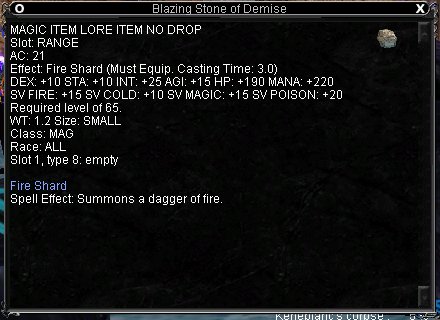 Blazing Stone of Demise
MAGIC ITEM LORE ITEM NO DROP
Slot: RANGE
AC: 21
Effect: Fire Shard (Must Equip. Casting Time: 3.0)
DEX: +10 STA: +10 INT: +25 AGI: +15 HP: +190 MANA: +220
SV FIRE: +15 SV COLD: +10 SV MAGIC: +15 SV POISON: +20
Required level of 65.
WT: 1.2 Size: SMALL
Class: MAG
Race: ALL
Slot 1, type 8: empty
Fire Shard
Spell Effect: Summons a dagger of fire.
corpse